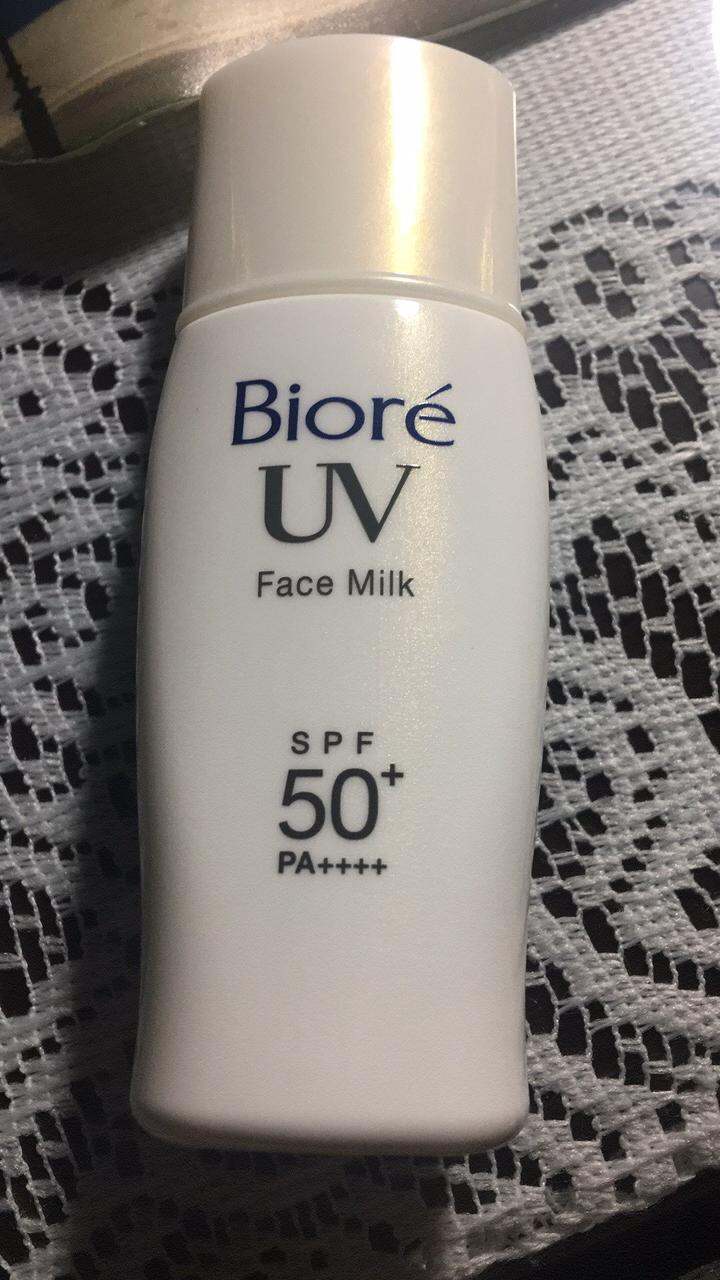 Bioré
UV
Face Milk
SPF
50+
PA++++